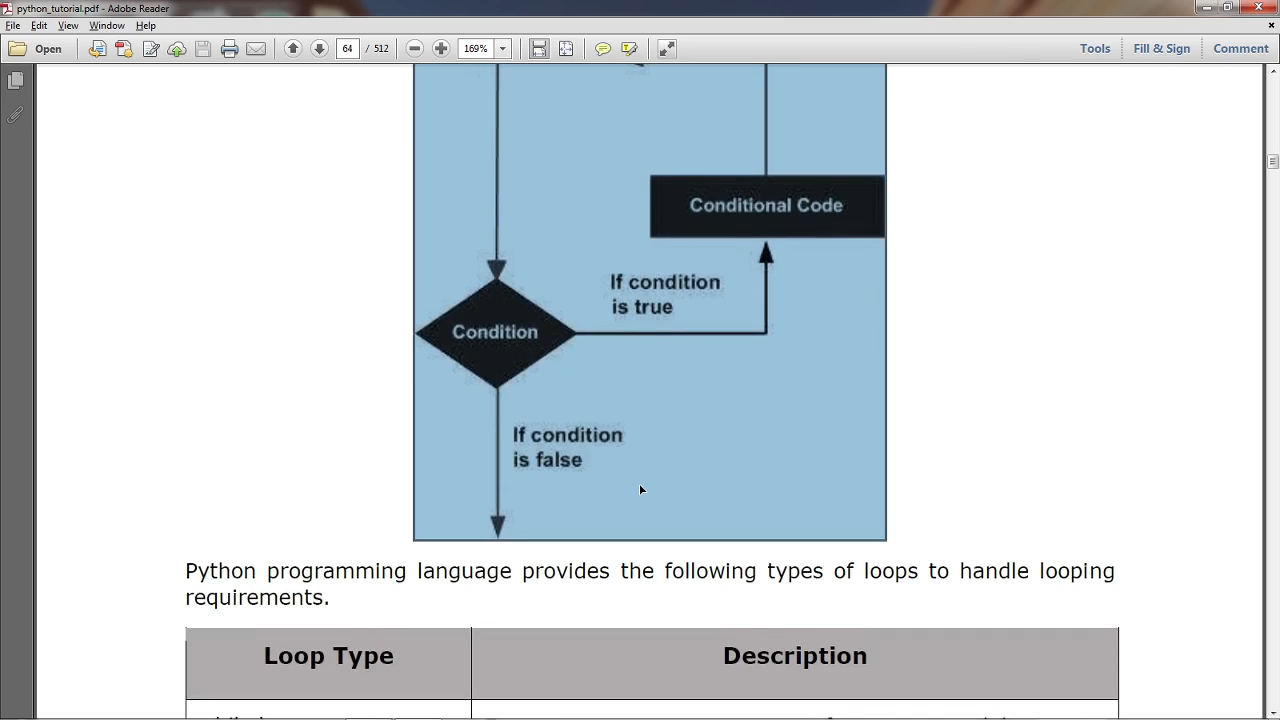 python_tutorial.pdf - Adobe Reader
File Edit View Window Help
Open 64 / 512 169% Tools Fill & Sign Comment
Conditional Code
If condition
is true
Condition
If condition
is false
Python programming language provides the following types of loops to handle looping
requirements.
Loop Type Description